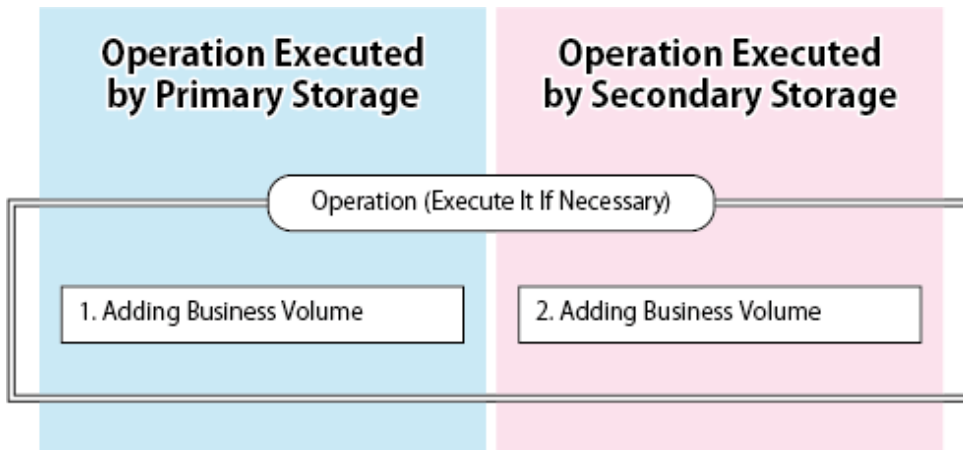 Operation Executed
by Primary Storage
Operation Executed
by Secondary Storage
Operation (Execute It If Necessary)
1. Adding Business Volume
2. Adding Business Volume